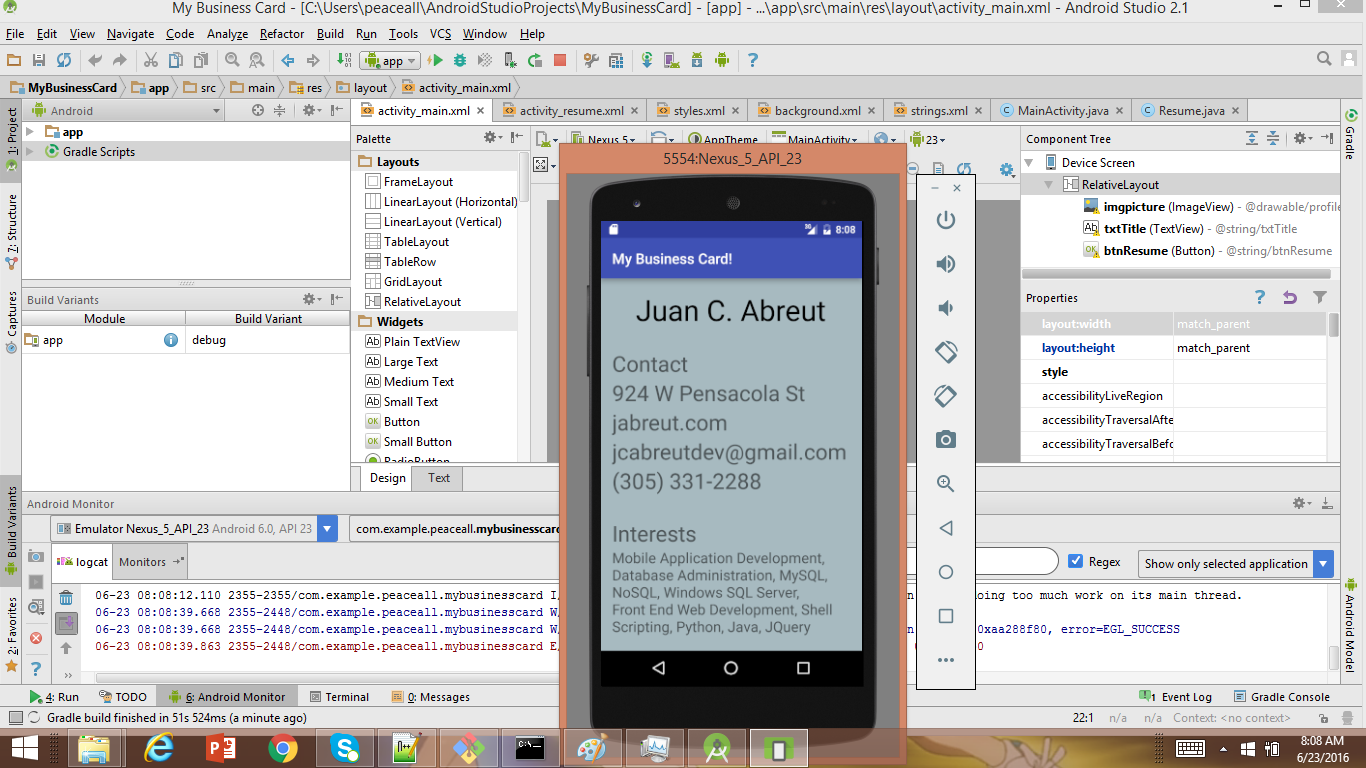 My Business Card - [C:\Users\peaceall\AndroidStudioProjects\MyBusinessCard] - [app] - ...\app\src\main\res\layout\activity_main.xml - Android Studio 2.1
File Edit View Navigate Code Analyze Refactor Build Run Tools VCS Window Help
app
MyBusinessCard app src main res layout activity_main.xml
1: Project
Android
app
Gradle Scripts
7: Structure
Captures
Build Variants
2: Favorites
Build Variants
Module Build Variant
app debug
activity_main.xml activity_resume.xml styles.xml background.xml strings.xml MainActivity.java Resume.java
Palette
Layouts
FrameLayout
LinearLayout (Horizontal)
LinearLayout (Vertical)
TableLayout
TableRow
GridLayout
RelativeLayout
Widgets
Plain TextView
Large Text
Medium Text
Small Text
Button
Small Button
RadioButton
Nexus 5 AppTheme MainActivity 23
Design Text
5554:Nexus_5_API_23
8:08
My Business Card!
Juan C. Abreut
Contact
924 W Pensacola St
jabreut.com
jcabreutdev@gmail.com
(305) 331-2288
Interests
Mobile Application Development,
Database Administration, MySQL,
NoSQL, Windows SQL Server,
Front End Web Development, Shell
Scripting, Python, Java, JQuery
Component Tree
Device Screen
RelativeLayout
imgpicture (ImageView) - @drawable/profile
txtTitle (TextView) - @string/txtTitle
btnResume (Button) - @string/btnResume
Properties
layout:width match_parent
layout:height match_parent
style
accessibilityLiveRegion
accessibilityTraversalAfte
accessibilityTraversalBefo
Gradle
Android Model
Android Monitor
Emulator Nexus_5_API_23 Android 6.0, API 23
com.example.peaceall.mybusinesscard
logcat Monitors
Regex
Show only selected application
06-23 08:08:12.110 2355-2355/com.example.peaceall.mybusinesscard I/ oing too much work on its main thread.
06-23 08:08:39.668 2355-2448/com.example.peaceall.mybusinesscard W/
06-23 08:08:39.668 2355-2448/com.example.peaceall.mybusinesscard W/ 0xaa288f80, error=EGL_SUCCESS
06-23 08:08:39.863 2355-2448/com.example.peaceall.mybusinesscard E/ 0
4: Run TODO 6: Android Monitor Terminal 0: Messages 1 Event Log Gradle Console
Gradle build finished in 51s 524ms (a minute ago) 22:1 n/a n/a Context: <no context>
8:08 AM
6/23/2016